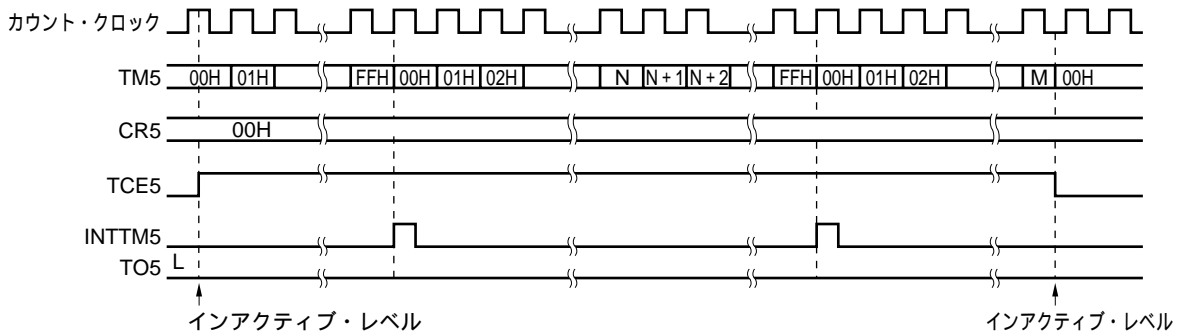 カウント・クロック
TM5 00H 01H FFH 00H 01H 02H N N + 1 N + 2 FFH 00H 01H 02H M 00H
CR5 00H
TCE5
INTTM5
TO5 L
インアクティブ・レベル インアクティブ・レベル